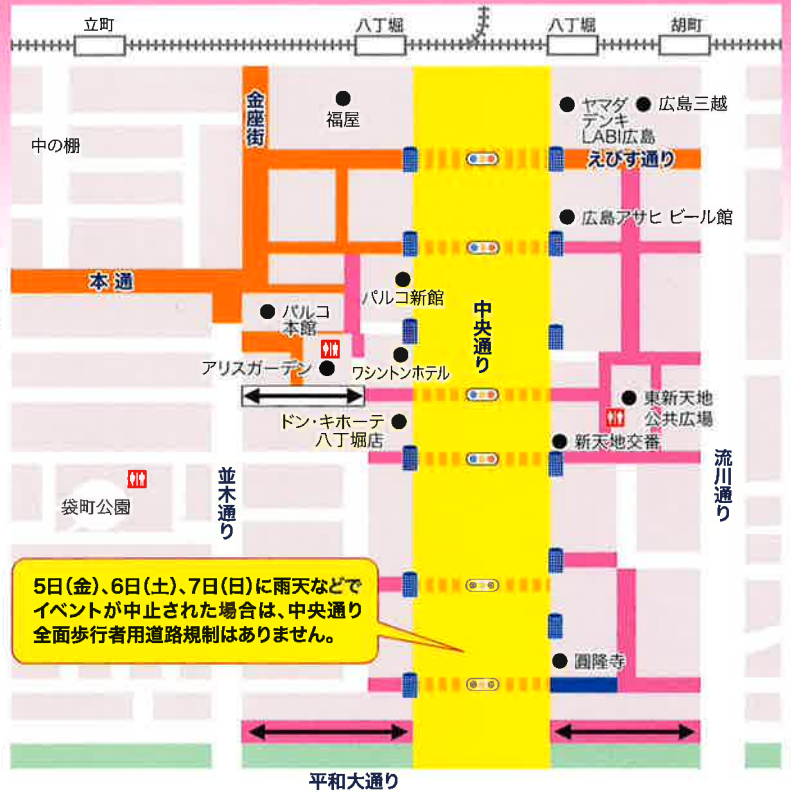 立町
八丁堀
八丁堀
胡町
金座街
福屋
ヤマダ
デンキ
LABI広島
広島三越
中の棚
えびす通り
広島アサヒ ビール館
本通
パルコ新館
パルコ
本館
中央通り
アリスガーデン
ワシントンホテル
東新天地
公共広場
ドン・キホーテ
八丁堀店
新天地交番
流川通り
並木通り
袋町公園
5日(金)、6日(土)、7日(日)に雨天などで
イベントが中止された場合は、中央通り
全面歩行者用道路規制はありません。
圓隆寺
平和大通り